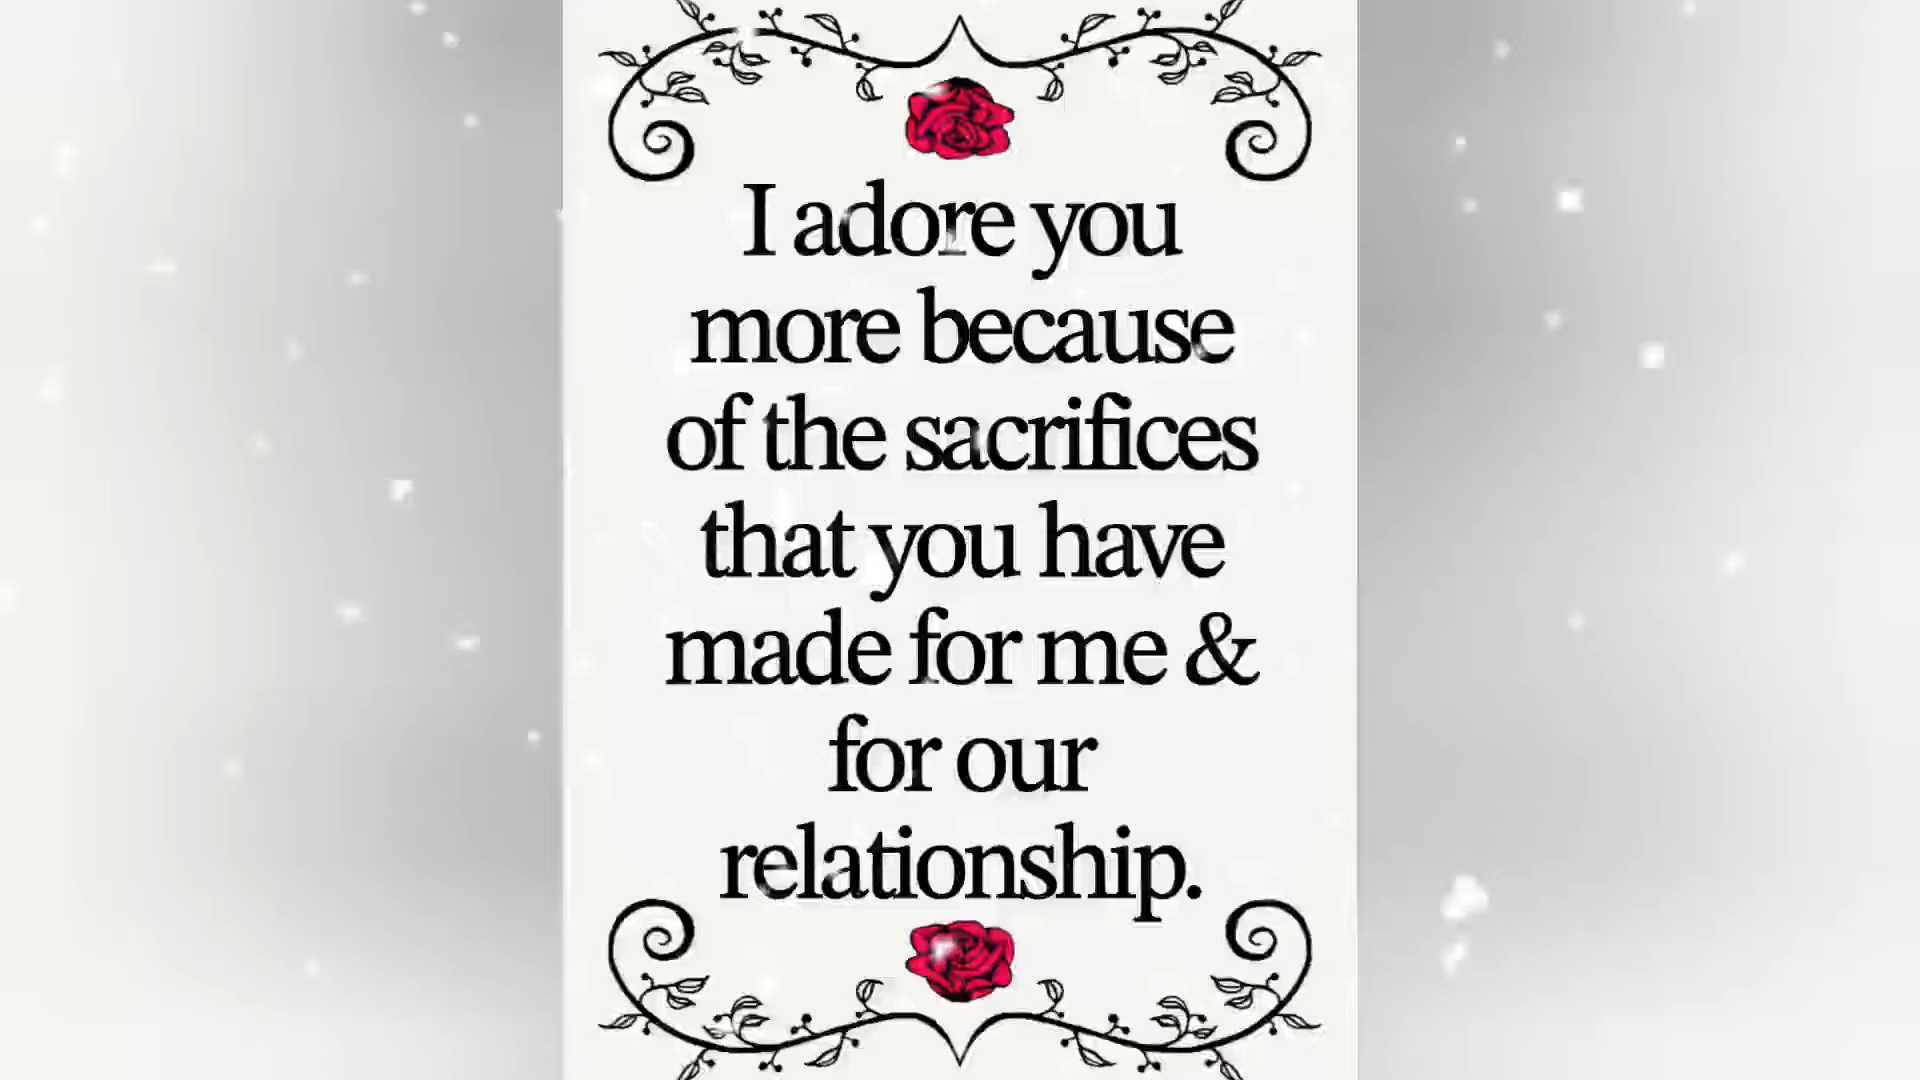 I adore you
more because
of the sacrifices
that you have
made for me &
for our
relationship.